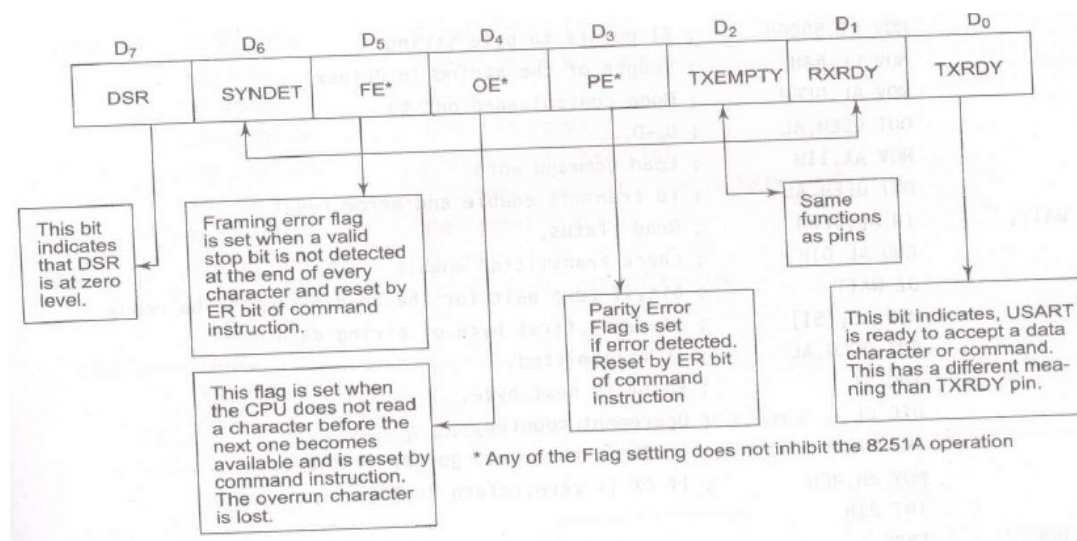 D7 D6 D5 D4 D3 D2 D1 D0
DSR SYNDET FE* OE* PE* TXEMPTY RXRDY TXRDY
This bit
indicates
that DSR
is at zero
level.
Framing error flag
is set when a valid
stop bit is not detected
at the end of every
character and reset by
ER bit of command
instruction.
Same
functions
as pins
This flag is set when
the CPU does not read
a character before the
next one becomes
available and is reset by
command instruction.
The overrun character
is lost.
Parity Error
Flag is set
if error detected.
Reset by ER bit
of command
instruction
This bit indicates, USART
is ready to accept a data
character or command.
This has a different mea-
ning than TXRDY pin.
* Any of the Flag setting does not inhibit the 8251A operation